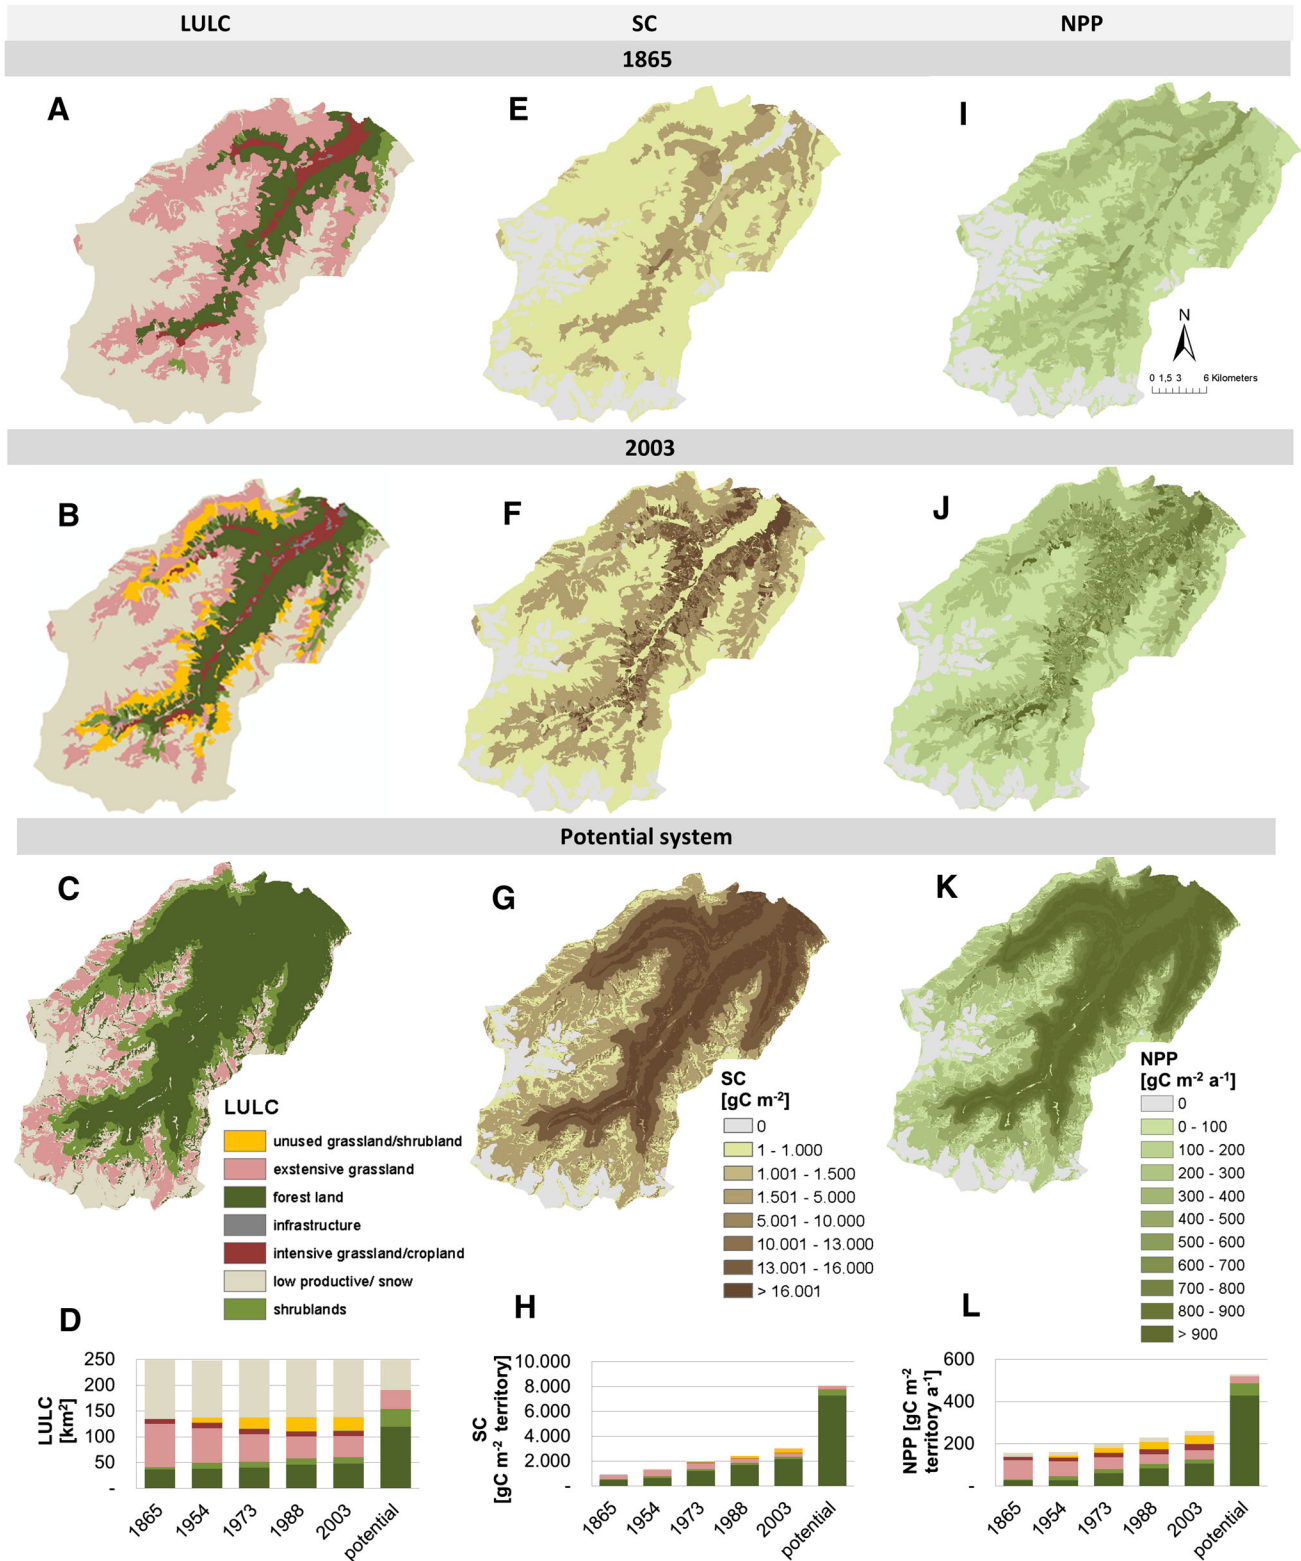 LULC SC NPP
1865
A E I
N
0 1,5 3 6 Kilometers
2003
B F J
Potential system
C G K
LULC
unused grassland/shrubland
exstensive grassland
forest land
infrastructure
intensive grassland/cropland
low productive/ snow
shrublands
SC
[gC m-2]
0
1 - 1.000
1.001 - 1.500
1.501 - 5.000
5.001 - 10.000
10.001 - 13.000
13.001 - 16.000
> 16.001
NPP
[gC m-2 a-1]
0
0 - 100
100 - 200
200 - 300
300 - 400
400 - 500
500 - 600
600 - 700
700 - 800
800 - 900
> 900
D
LULC
[km2]
250
200
150
100
50
-
1865 1954 1973 1988 2003 potential
H
SC
[gC m-2 territory]
10.000
8.000
6.000
4.000
2.000
-
1865 1954 1973 1988 2003 potential
L
NPP [gC m-2
territory a-1]
600
400
200
-
1865 1954 1973 1988 2003 potential